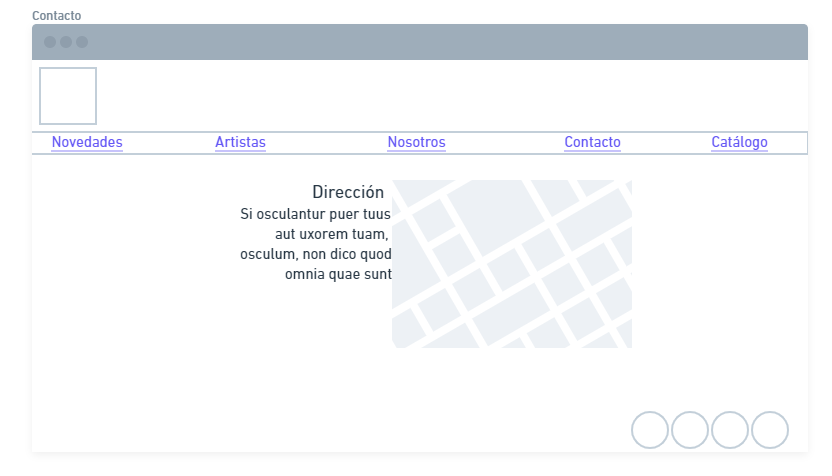 Contacto
Novedades Artistas Nosotros Contacto Catálogo
Dirección
Si osculantur puer tuus
aut uxorem tuam,
osculum, non dico quod
omnia quae sunt